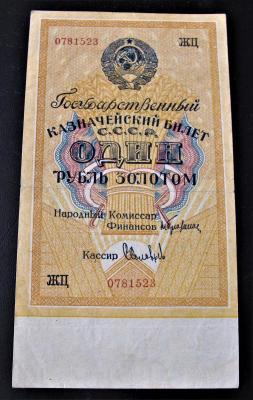 0781523 ЖЦ
Государственный
КАЗНАЧЕЙСКИЙ БИЛЕТ
С.С.С.Р.
ОДИН
РУБЛЬ ЗОЛОТОМ
Народный Комиссар
Финансов
Кассир
ЖЦ 0781523